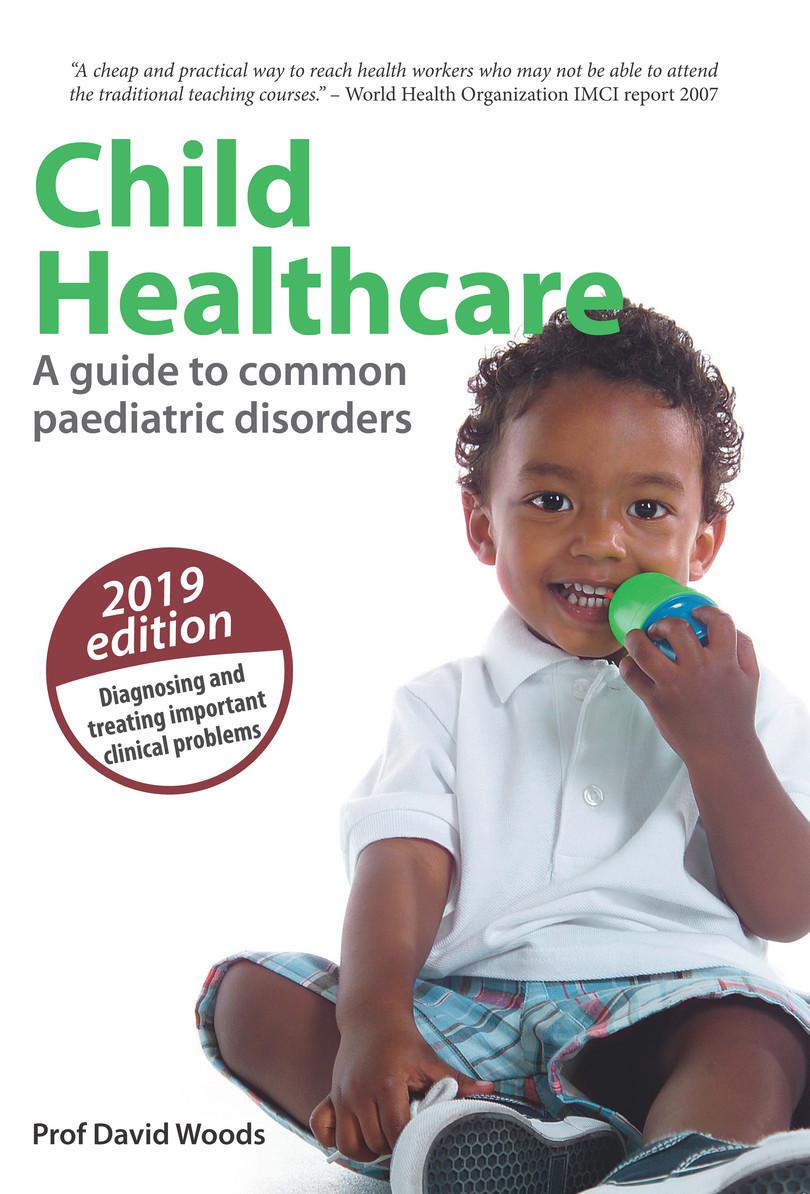 “A cheap and practical way to reach health workers who may not be able to attend
the traditional teaching courses.” – World Health Organization IMCI report 2007
Child
Healthcare
A guide to common
paediatric disorders
2019
edition
Diagnosing and
treating important
clinical problems
Prof David Woods